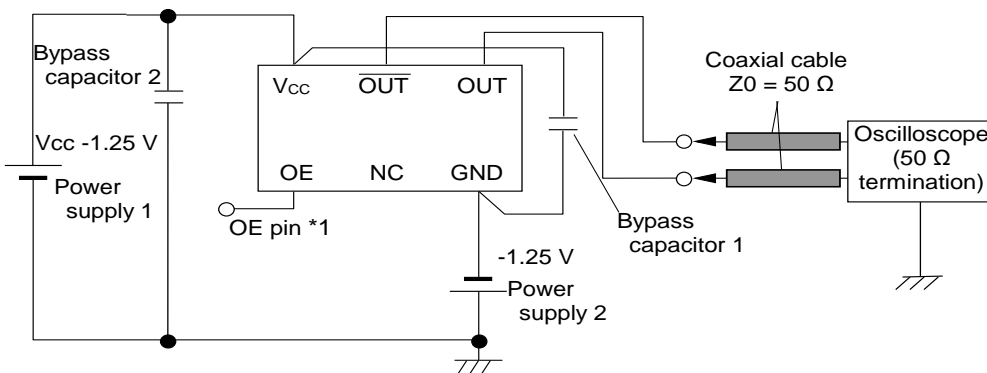 Bypass
capacitor 2
Vcc -1.25 V
Power
supply 1
VCC
OUT
OUT
OE
NC
GND
OE pin *1
-1.25 V
Power
supply 2
Bypass
capacitor 1
Coaxial cable
Z0 = 50 Ω
Oscilloscope
(50 Ω
termination)